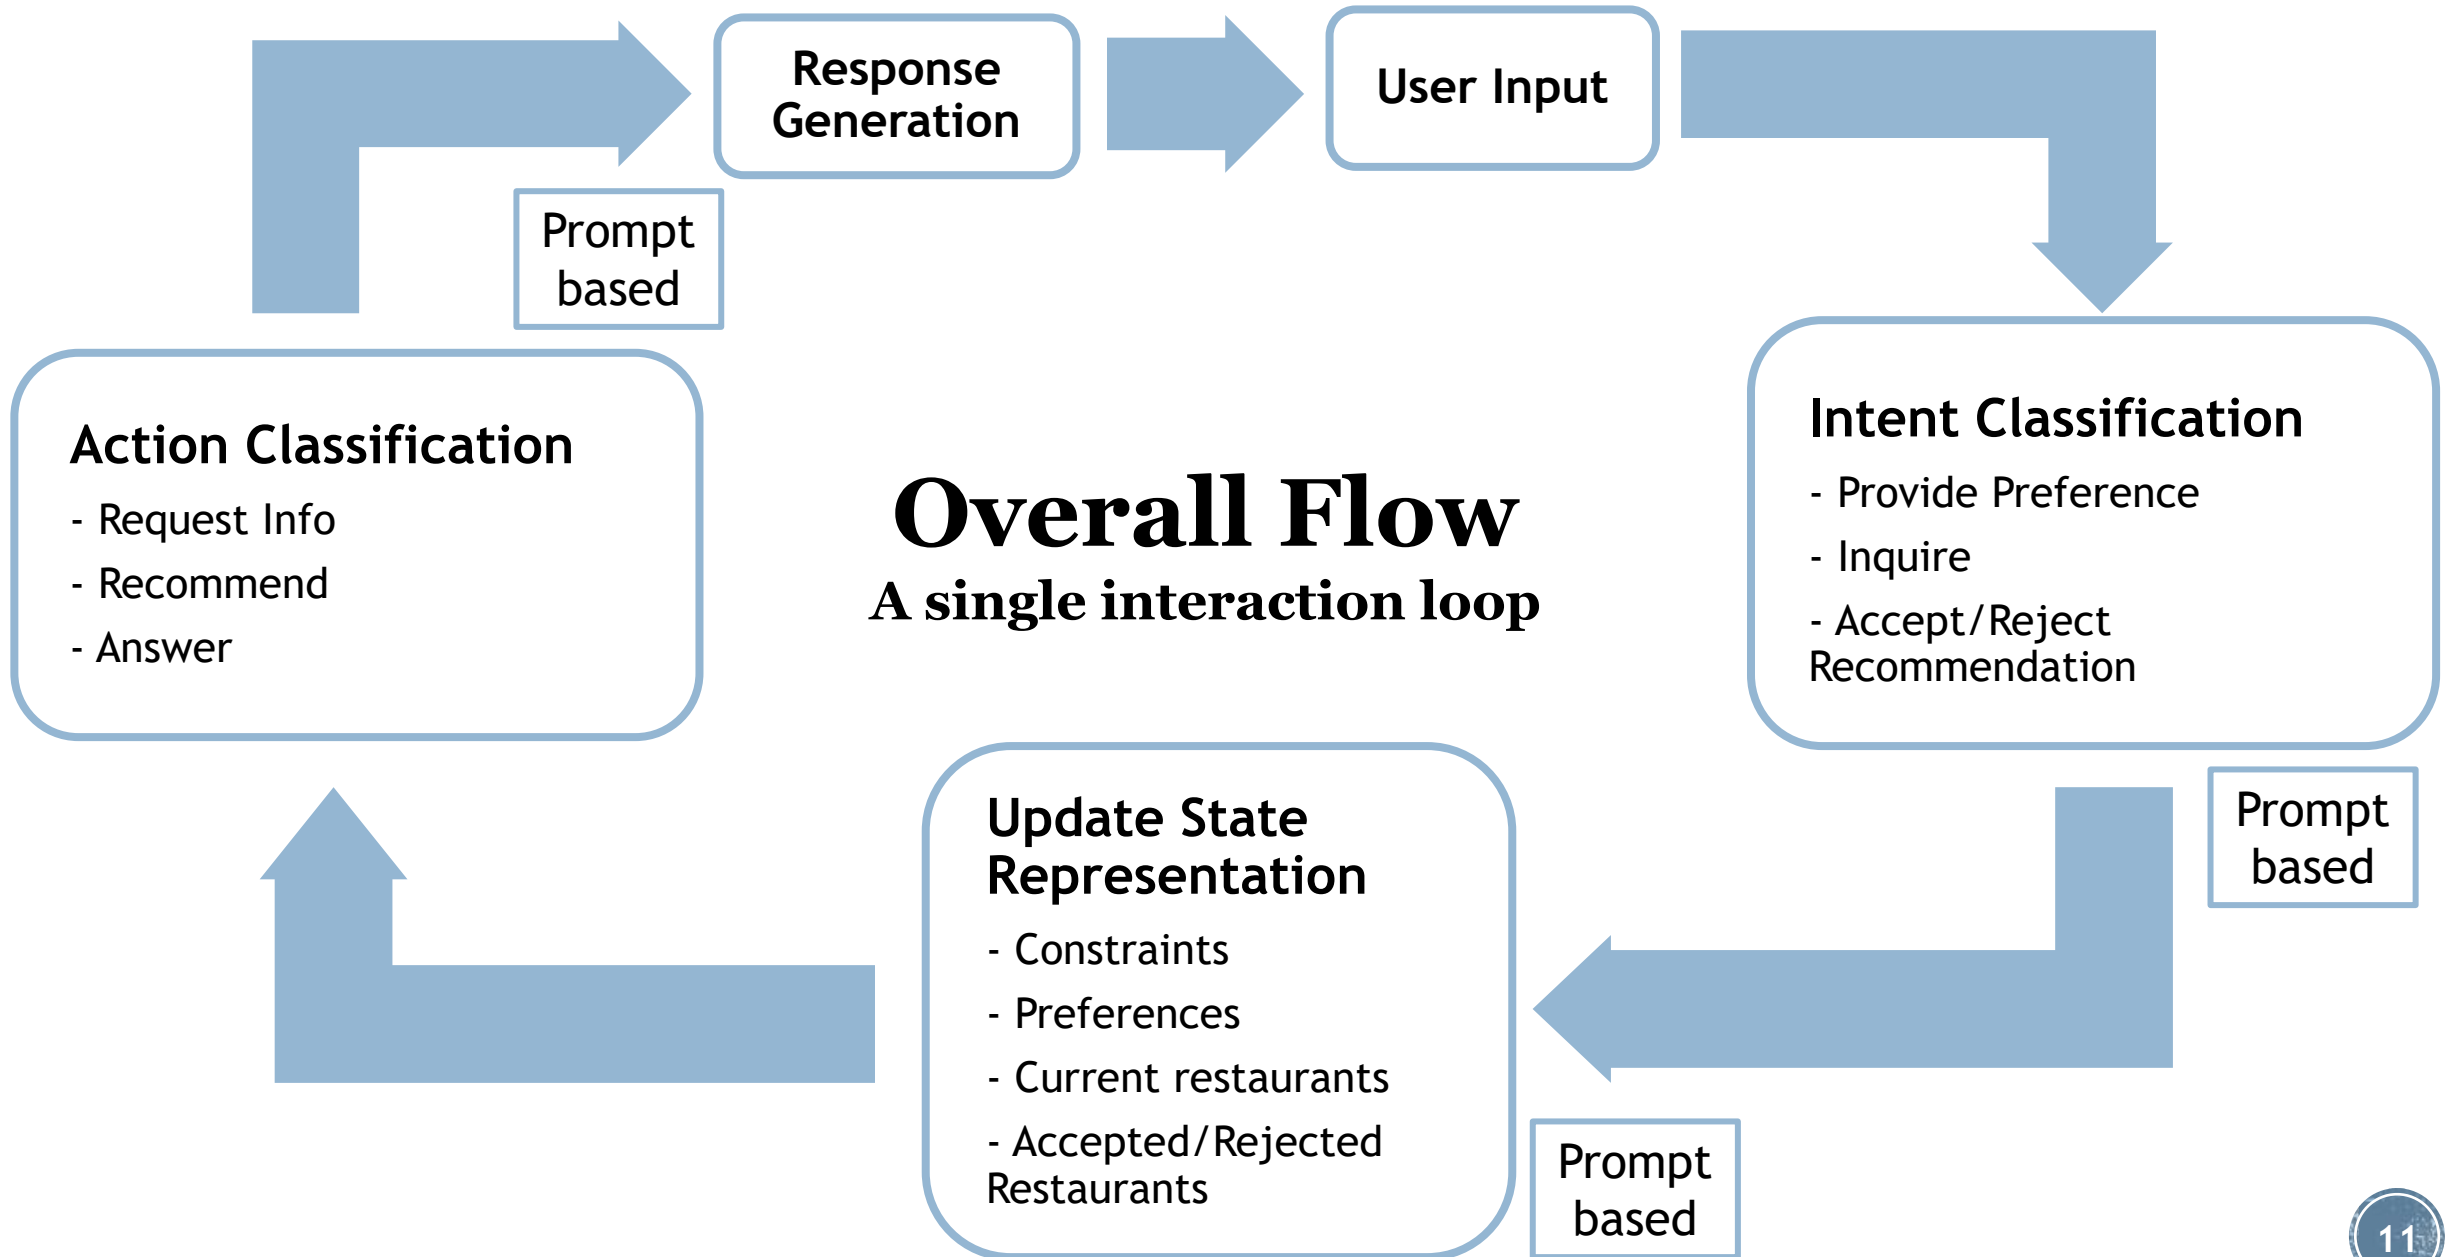 Response
Generation
User Input
Prompt
based
Action Classification
- Request Info
- Recommend
- Answer
Overall Flow
A single interaction loop
Intent Classification
- Provide Preference
- Inquire
- Accept/Reject
Recommendation
Prompt
based
Update State
Representation
- Constraints
- Preferences
- Current restaurants
- Accepted/Rejected
Restaurants
Prompt
based
11